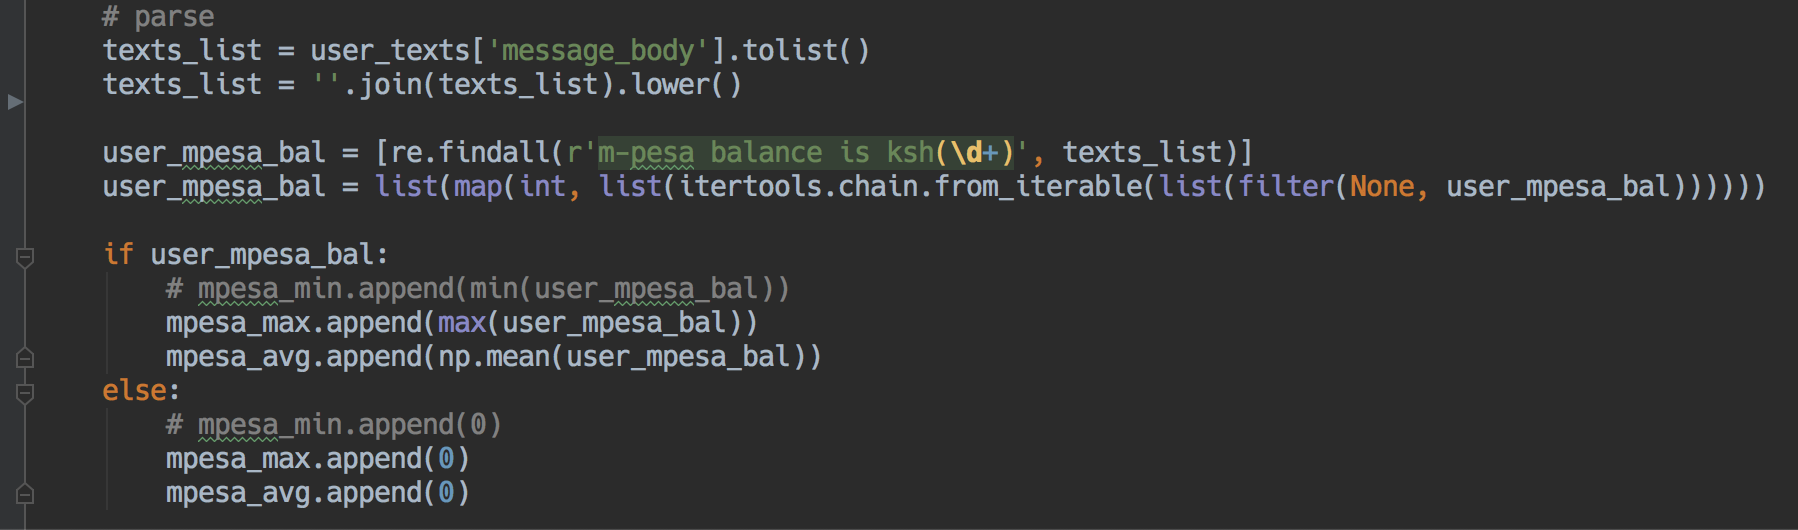 # parse
texts_list = user_texts['message_body'].tolist()
texts_list = ''.join(texts_list).lower()
user_mpesa_bal = [re.findall(r'm-pesa balance is ksh(\d+)', texts_list)]
user_mpesa_bal = list(map(int, list(itertools.chain.from_iterable(list(filter(None, user_mpesa_bal))))))
if user_mpesa_bal:
# mpesa_min.append(min(user_mpesa_bal))
mpesa_max.append(max(user_mpesa_bal))
mpesa_avg.append(np.mean(user_mpesa_bal))
else:
# mpesa_min.append(0)
mpesa_max.append(0)
mpesa_avg.append(0)